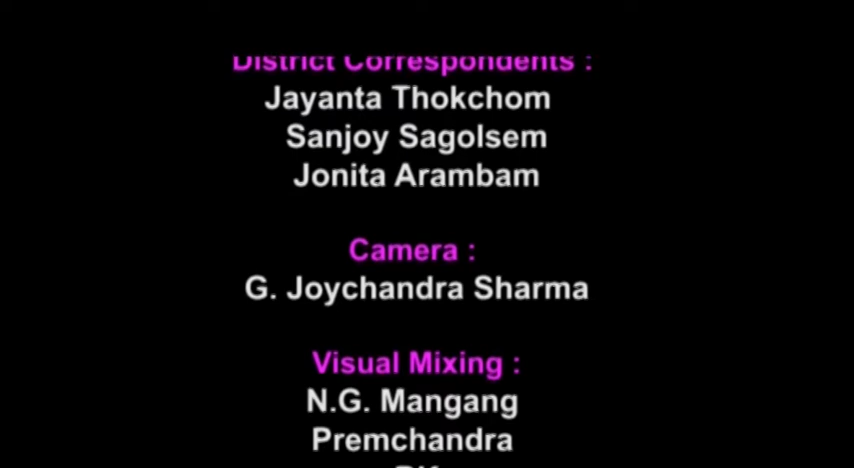 District Correspondents :
Jayanta Thokchom
Sanjoy Sagolsem
Jonita Arambam
Camera :
G. Joychandra Sharma
Visual Mixing :
N.G. Mangang
Premchandra